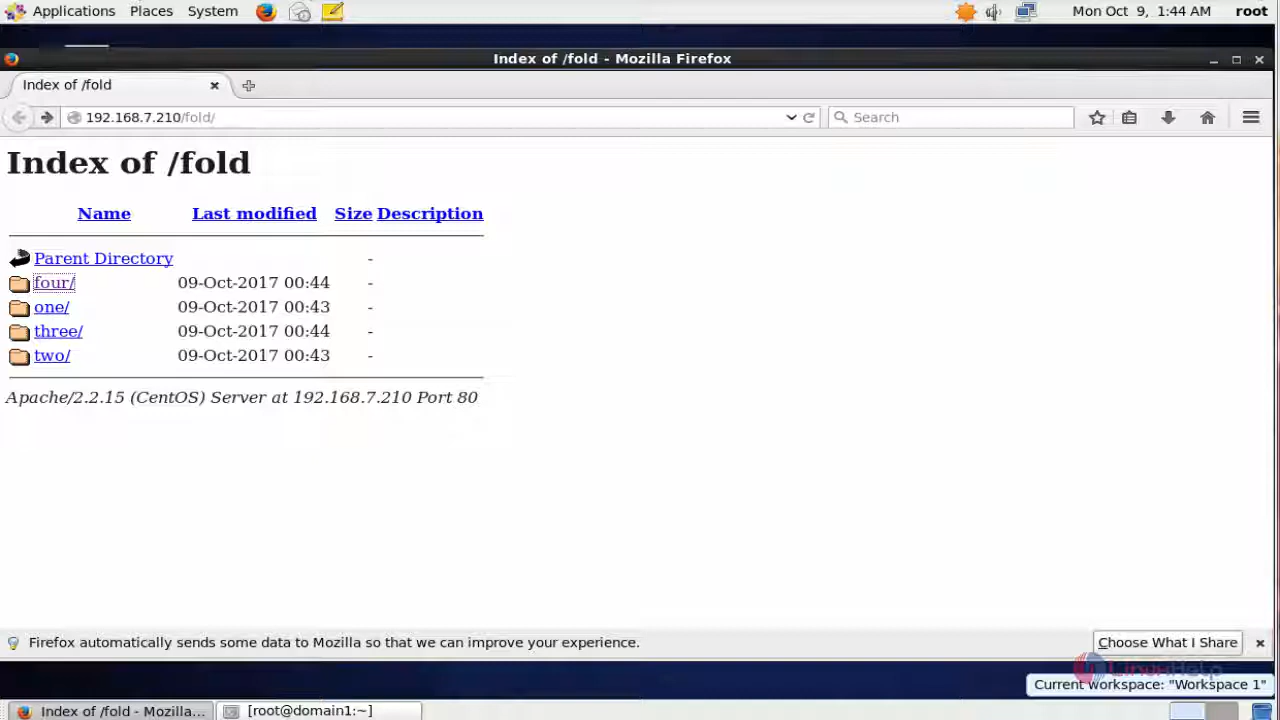 Applications Places System Mon Oct 9, 1:44 AM root
Index of /fold - Mozilla Firefox
Index of /fold
192.168.7.210/fold/ Search
Index of /fold
Name Last modified Size Description
Parent Directory -
four/ 09-Oct-2017 00:44 -
one/ 09-Oct-2017 00:43 -
three/ 09-Oct-2017 00:44 -
two/ 09-Oct-2017 00:43 -
Apache/2.2.15 (CentOS) Server at 192.168.7.210 Port 80
Firefox automatically sends some data to Mozilla so that we can improve your experience. Choose What I Share
LinuxHelp
Current workspace: "Workspace 1"
Index of /fold - Mozilla... [root@domain1:~]